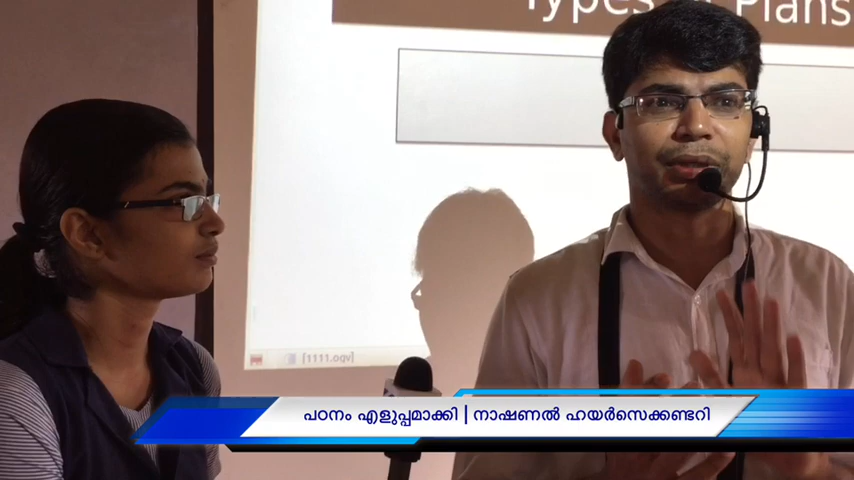 Types of Plans
[1111.ogv]
പഠനം എളുപ്പമാക്കി | നാഷണൽ ഹയർസെക്കണ്ടറി